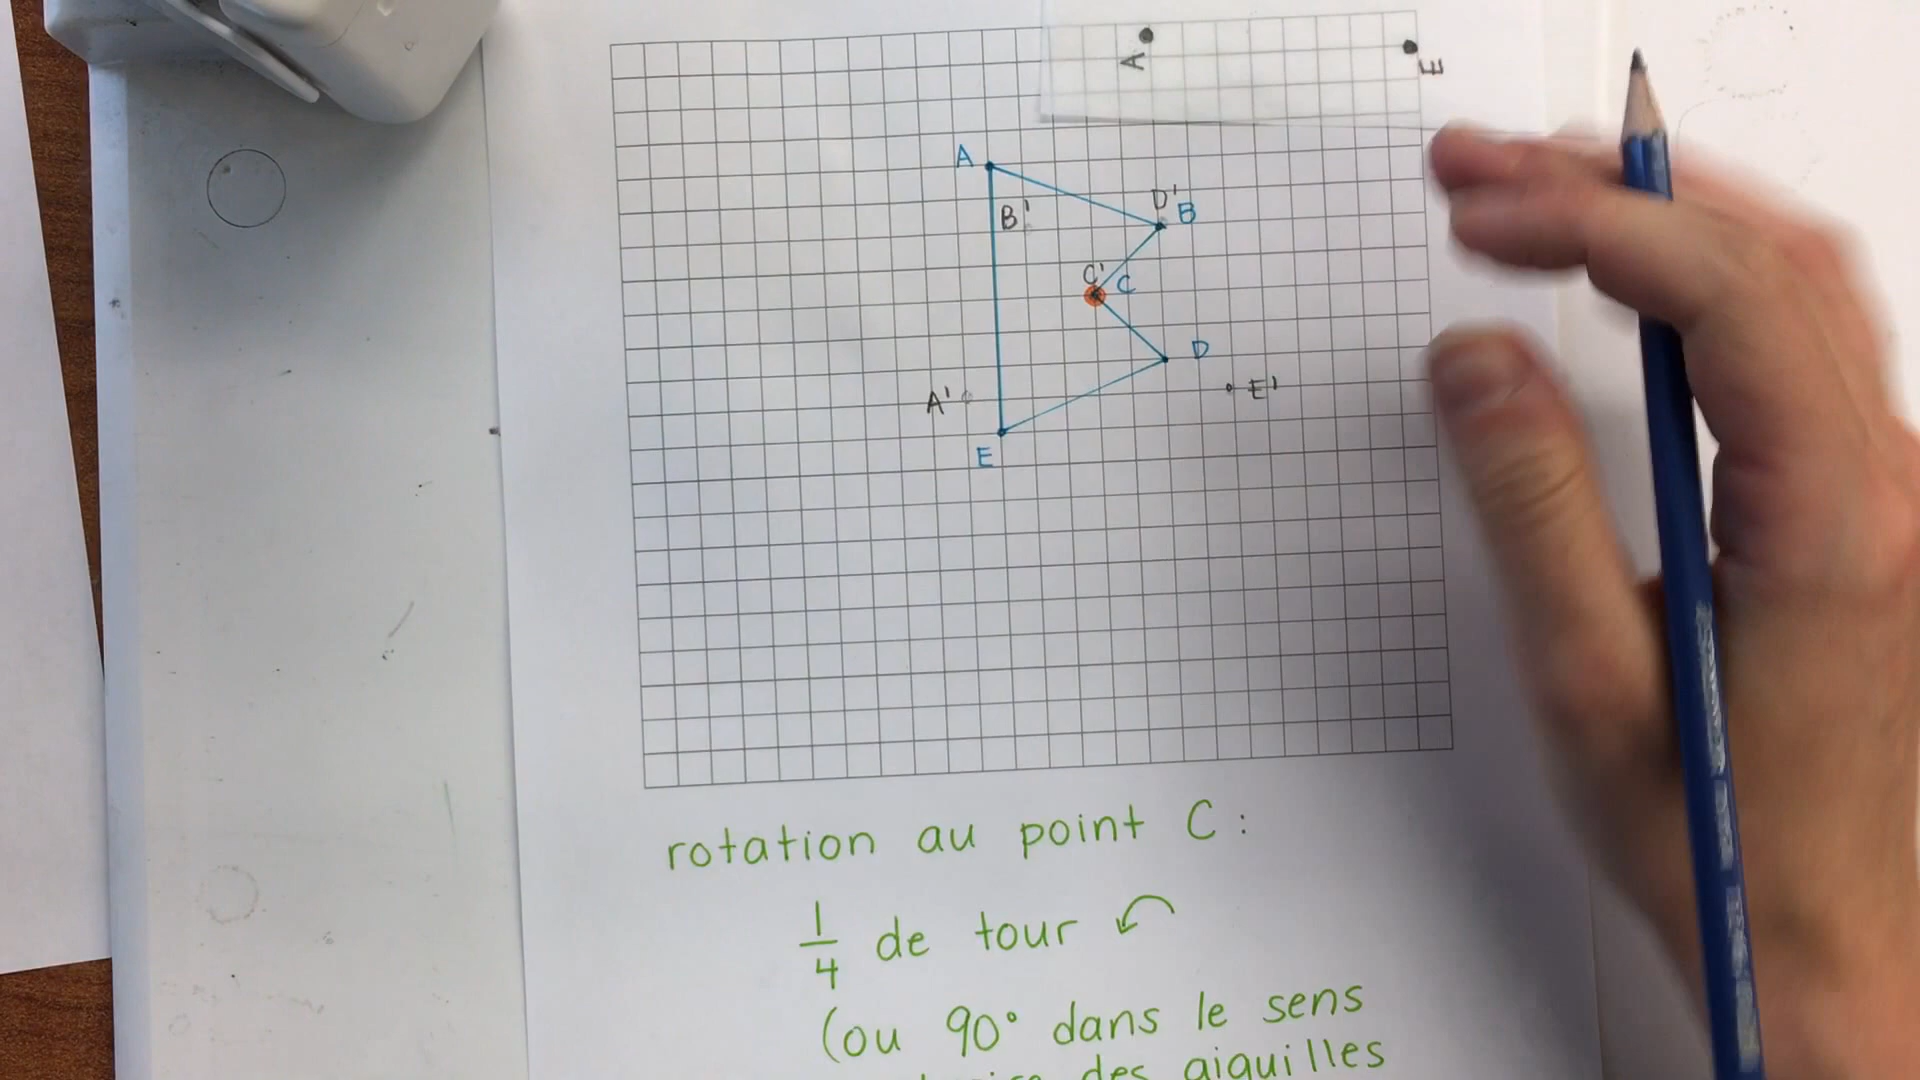 A
E
A
D'
B' B
C' C
D
A' E'
E
rotation au point C :
1/4 de tour
(ou 90° dans le sens
des aiguilles